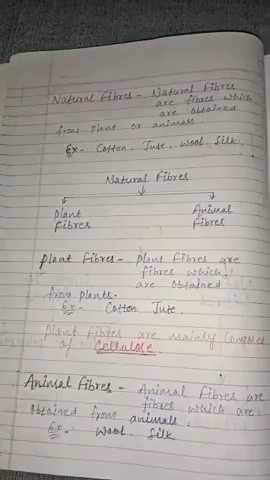 Natural Fibres - Natural Fibres
are fibres which
are obtained
from plant or animals.
Ex - Cotton, Jute, Wool Silk.
Natural Fibres
Plant Fibres
Animal Fibres
Plant Fibres - Plant Fibres are
fibres which
are obtained
from plants.
Ex - Cotton Jute.
Plant fibres are mainly
of Cellulose.
Animal Fibres - Animal Fibres are
fibres which are
obtained from animals.
Ex - Wool Silk